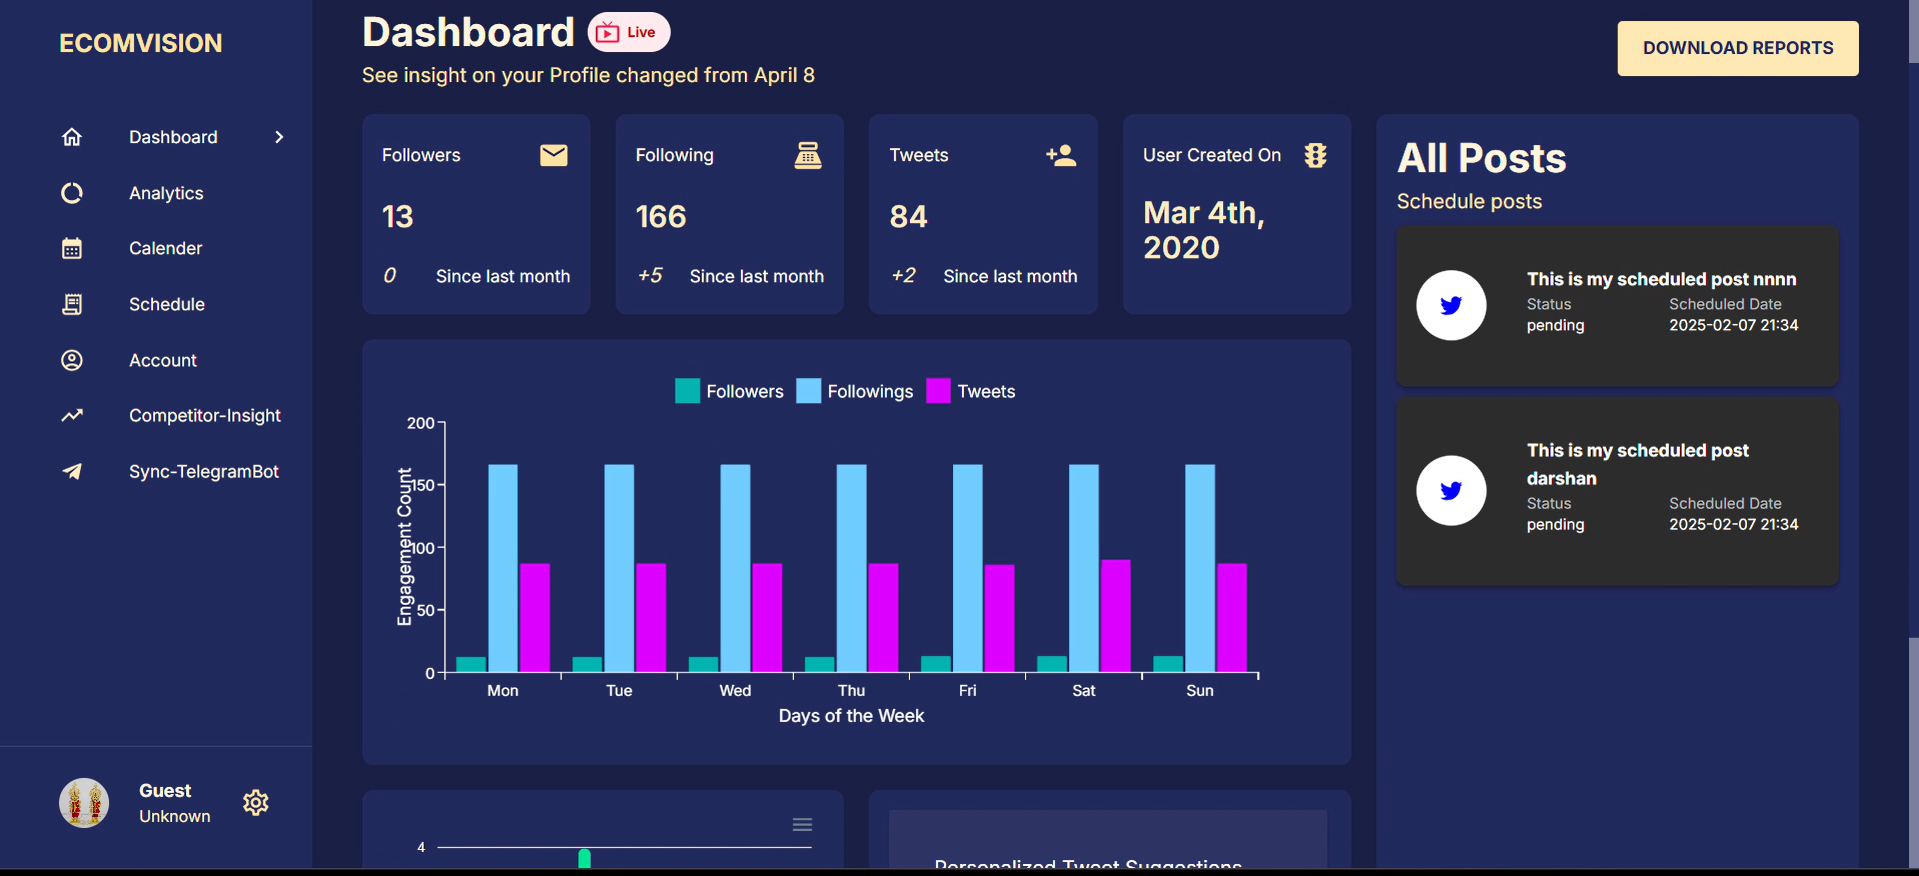 ECOMVISION
Dashboard
Analytics
Calender
Schedule
Account
Competitor-Insight
Sync-TelegramBot
Guest
Unknown
Dashboard Live
See insight on your Profile changed from April 8
DOWNLOAD REPORTS
Followers
13
0 Since last month
Following
166
+5 Since last month
Tweets
84
+2 Since last month
User Created On
Mar 4th,
2020
Followers Followings Tweets
Engagement Count
200
150
100
50
0
Mon Tue Wed Thu Fri Sat Sun
Days of the Week
4
Personalized Tweet Suggestions
All Posts
Schedule posts
This is my scheduled post nnnn
Status Scheduled Date
pending 2025-02-07 21:34
This is my scheduled post
darshan
Status Scheduled Date
pending 2025-02-07 21:34